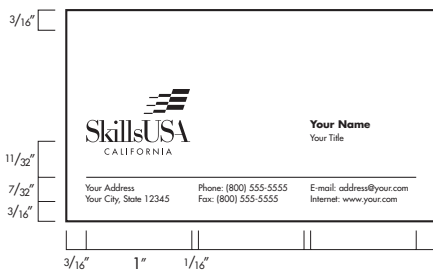 3/16"
SkillsUSA
CALIFORNIA
Your Name
Your Title
11/32"
7/32"
3/16"
Your Address
Your City, State 12345
Phone: (800) 555-5555
Fax: (800) 555-5555
E-mail: address@your.com
Internet: www.your.com
3/16"
1"
1/16"